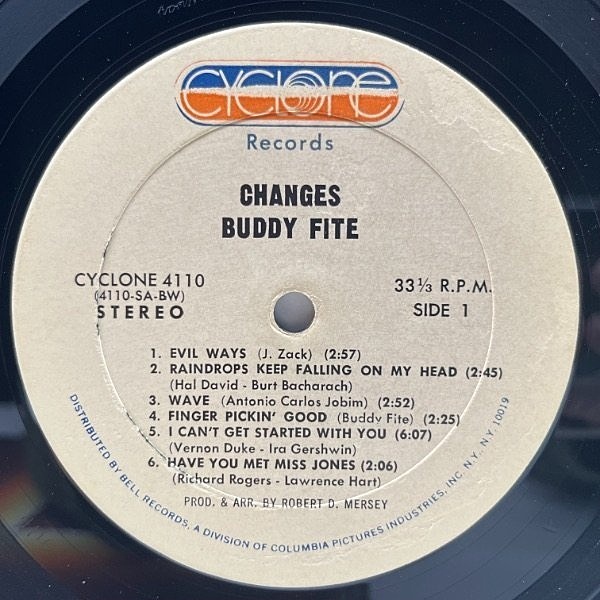 CYCLONE
Records
CHANGES
BUDDY FITE
CYCLONE 4110
(4110-SA-BW)
STEREO
33 1/3 R.P.M.
SIDE 1
1. EVIL WAYS (J. Zack) (2:57)
2. RAINDROPS KEEP FALLING ON MY HEAD (2:45)
(Hal David - Burt Bacharach)
3. WAVE (Antonio Carlos Jobim) (2:52)
4. FINGER PICKIN' GOOD (Buddy Fite) (2:25)
5. I CAN'T GET STARTED WITH YOU (6:07)
(Vernon Duke - Ira Gershwin)
6. HAVE YOU MET MISS JONES (2:06)
(Richard Rogers - Lawrence Hart)
PROD. & ARR. BY ROBERT D. MERSEY
DISTRIBUTED BY BELL RECORDS, A DIVISION OF COLUMBIA PICTURES INDUSTRIES, INC. N.Y. N.Y. 10019